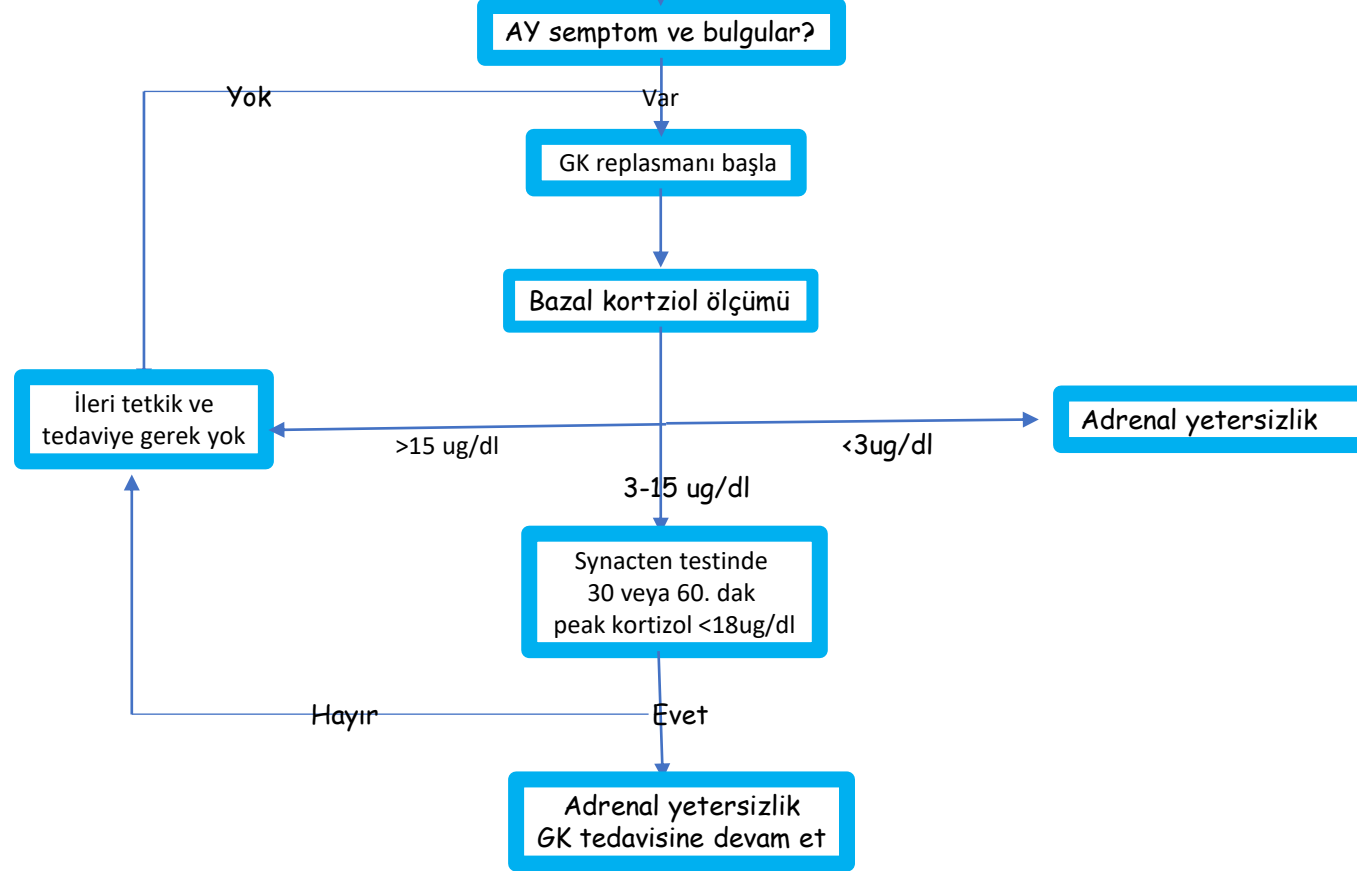 AY semptom ve bulgular?
Yok
Var
GK replasmanı başla
Bazal kortziol ölçümü
İleri tetkik ve
tedaviye gerek yok
>15 ug/dl
<3ug/dl
Adrenal yetersizlik
3-15 ug/dl
Synacten testinde
30 veya 60. dak
peak kortizol <18ug/dl
Hayır
Evet
Adrenal yetersizlik
GK tedavisine devam et